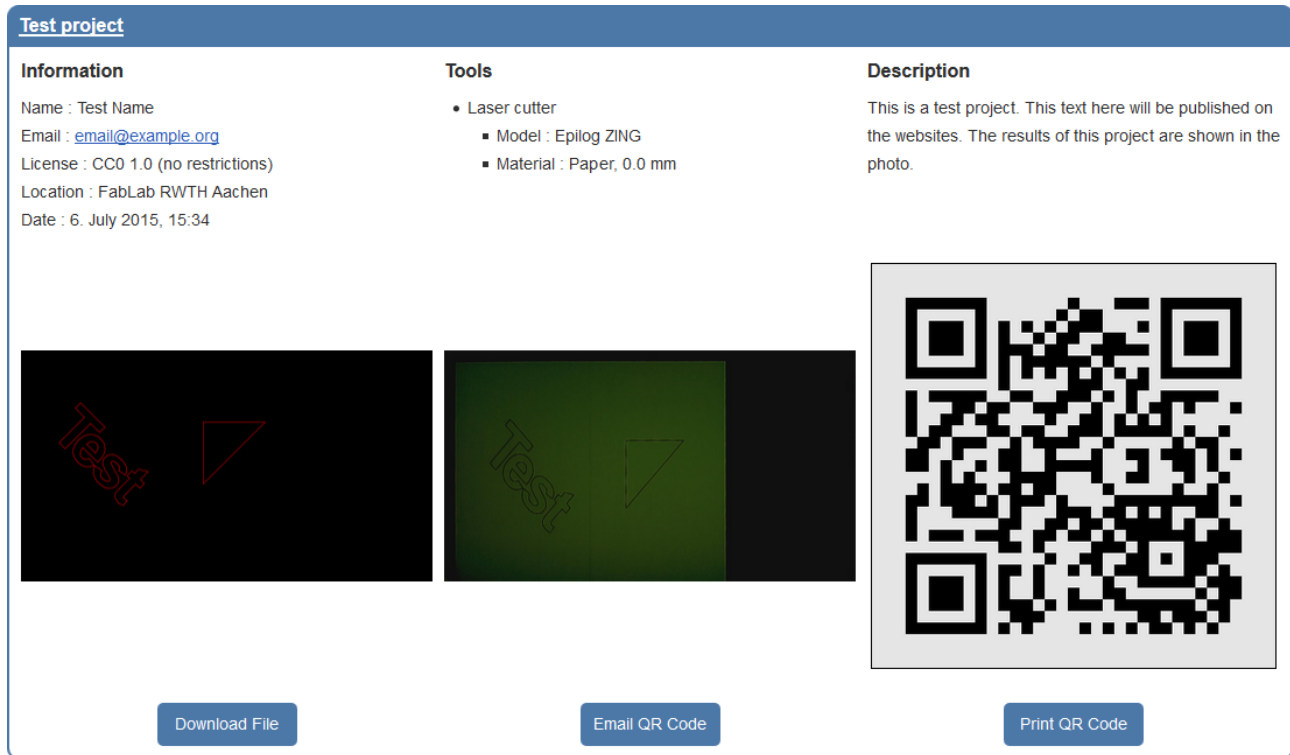 Test project
Information
Name : Test Name
Email : email@example.org
License : CC0 1.0 (no restrictions)
Location : FabLab RWTH Aachen
Date : 6. July 2015, 15:34
Tools
Laser cutter
Model : Epilog ZING
Material : Paper, 0.0 mm
Description
This is a test project. This text here will be published on
the websites. The results of this project are shown in the
photo.
Test
Test
Download File
Email QR Code
Print QR Code